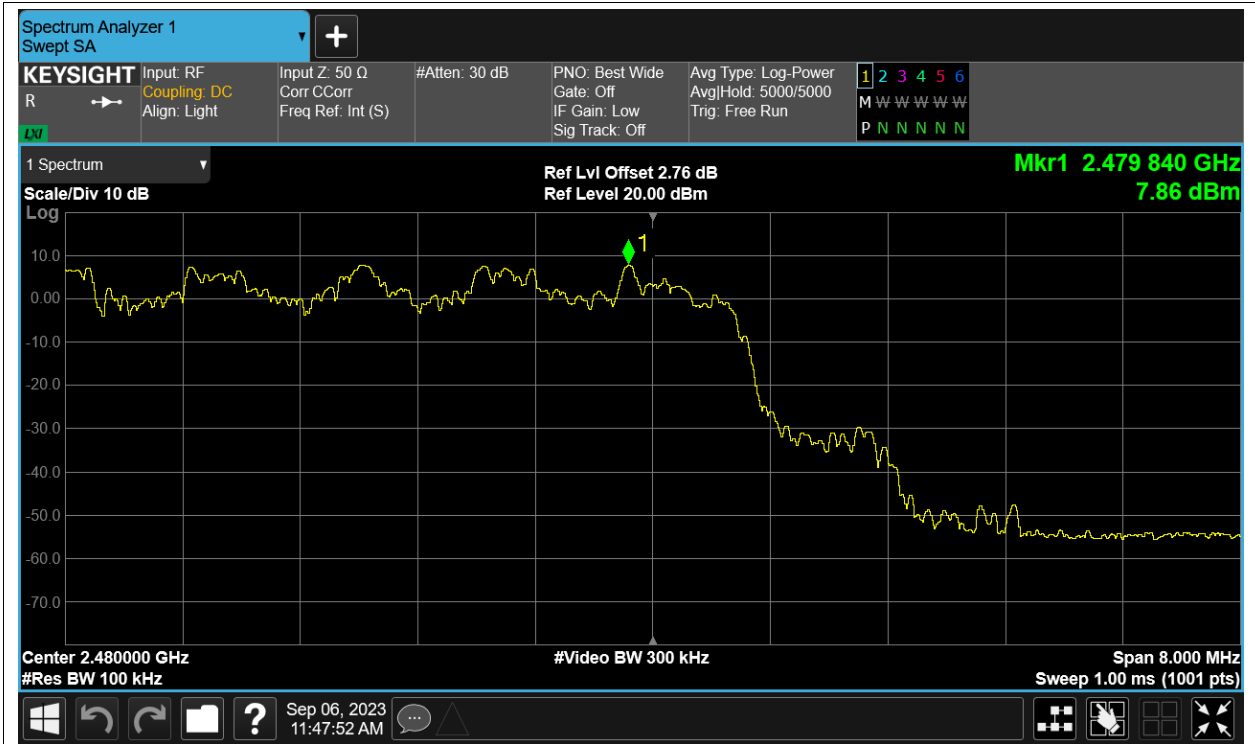 Spectrum Analyzer 1
Swept SA
KEYSIGHT
R
LXI
Input: RF
Coupling: DC
Align: Light
Input Z: 50 Ω
Corr CCorr
Freq Ref: Int (S)
#Atten: 30 dB
PNO: Best Wide
Gate: Off
IF Gain: Low
Sig Track: Off
Avg Type: Log-Power
Avg|Hold: 5000/5000
Trig: Free Run
1 2 3 4 5 6
M W W W W W
P N N N N N
1 Spectrum
Scale/Div 10 dB
Log
Ref Lvl Offset 2.76 dB
Ref Level 20.00 dBm
Mkr1 2.479 840 GHz
7.86 dBm
1
10.0
0.00
-10.0
-20.0
-30.0
-40.0
-50.0
-60.0
-70.0
Center 2.480000 GHz
#Res BW 100 kHz
#Video BW 300 kHz
Span 8.000 MHz
Sweep 1.00 ms (1001 pts)
?
Sep 06, 2023
11:47:52 AM